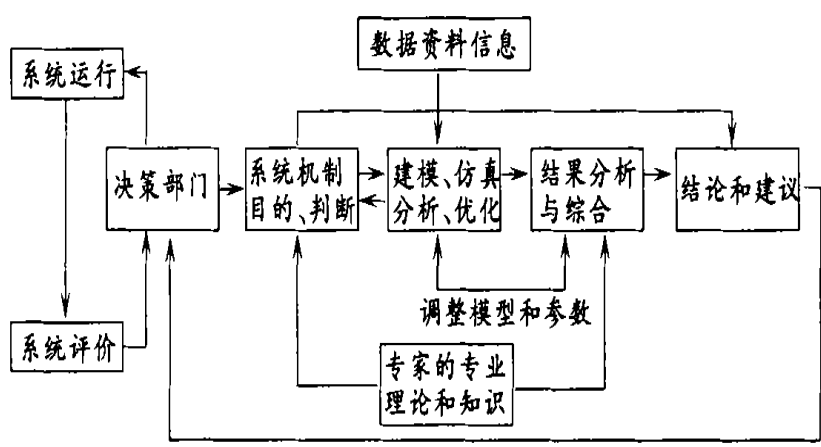 数据资料信息
系统运行
决策部门
系统机制
目的、判断
建模、仿真
分析、优化
结果分析
与综合
结论和建议
调整模型和参数
系统评价
专家的专业
理论和知识